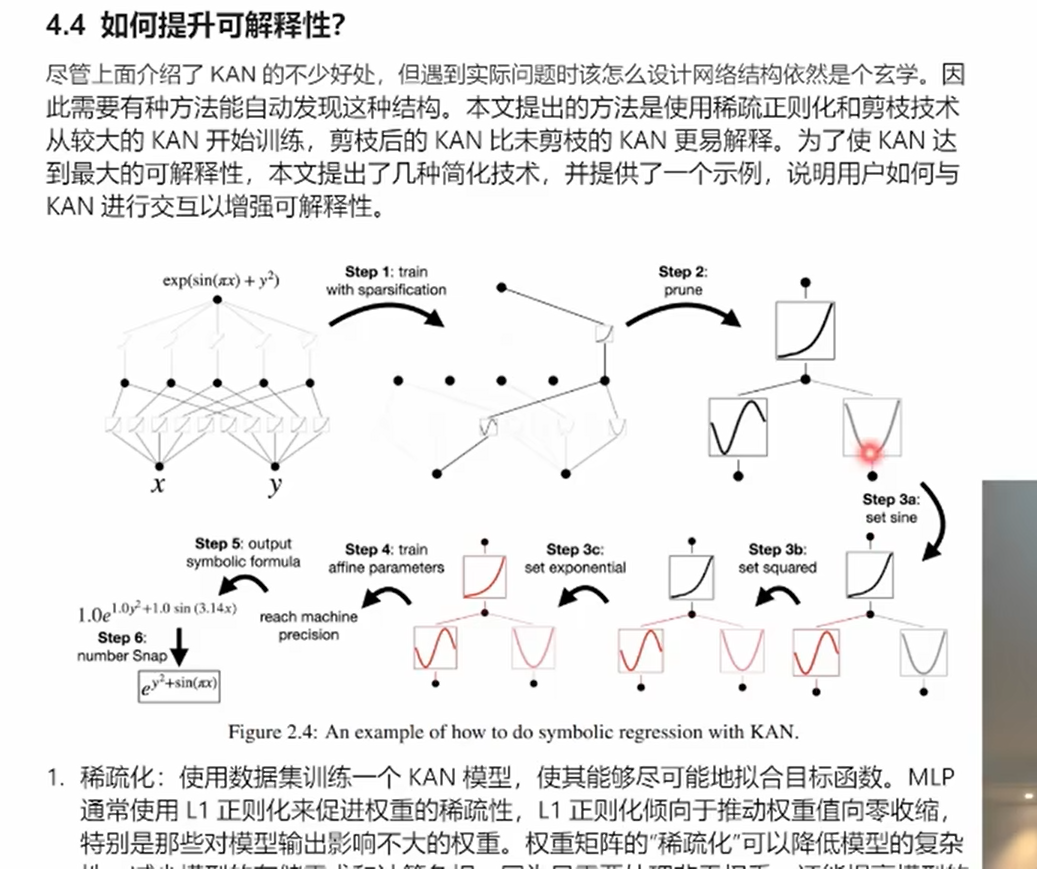 4.4 如何提升可解释性？
尽管上面介绍了 KAN 的不少好处，但遇到实际问题时该怎么设计网络结构依然是个玄学。因
此需要有种方法能自动发现这种结构。本文提出的方法是使用稀疏正则化和剪枝技术
从较大的 KAN 开始训练，剪枝后的 KAN 比未剪枝的 KAN 更易解释。为了使 KAN 达
到最大的可解释性，本文提出了几种简化技术，并提供了一个示例，说明用户如何与
KAN 进行交互以增强可解释性。
exp(sin(πx) + y²)
Step 1: train
with sparsification
Step 2:
prune
x
y
Step 3a:
set sine
Step 3b:
set squared
Step 3c:
set exponential
Step 4: train
affine parameters
reach machine
precision
Step 5: output
symbolic formula
1.0e^{1.0y²+1.0 sin (3.14x)}
Step 6:
number Snap
e^{y²+sin(πx)}
Figure 2.4: An example of how to do symbolic regression with KAN.
1. 稀疏化：使用数据集训练一个 KAN 模型，使其能够尽可能地拟合目标函数。MLP
通常使用 L1 正则化来促进权重的稀疏性，L1 正则化倾向于推动权重值向零收缩，
特别是那些对模型输出影响不大的权重。权重矩阵的“稀疏化”可以降低模型的复杂